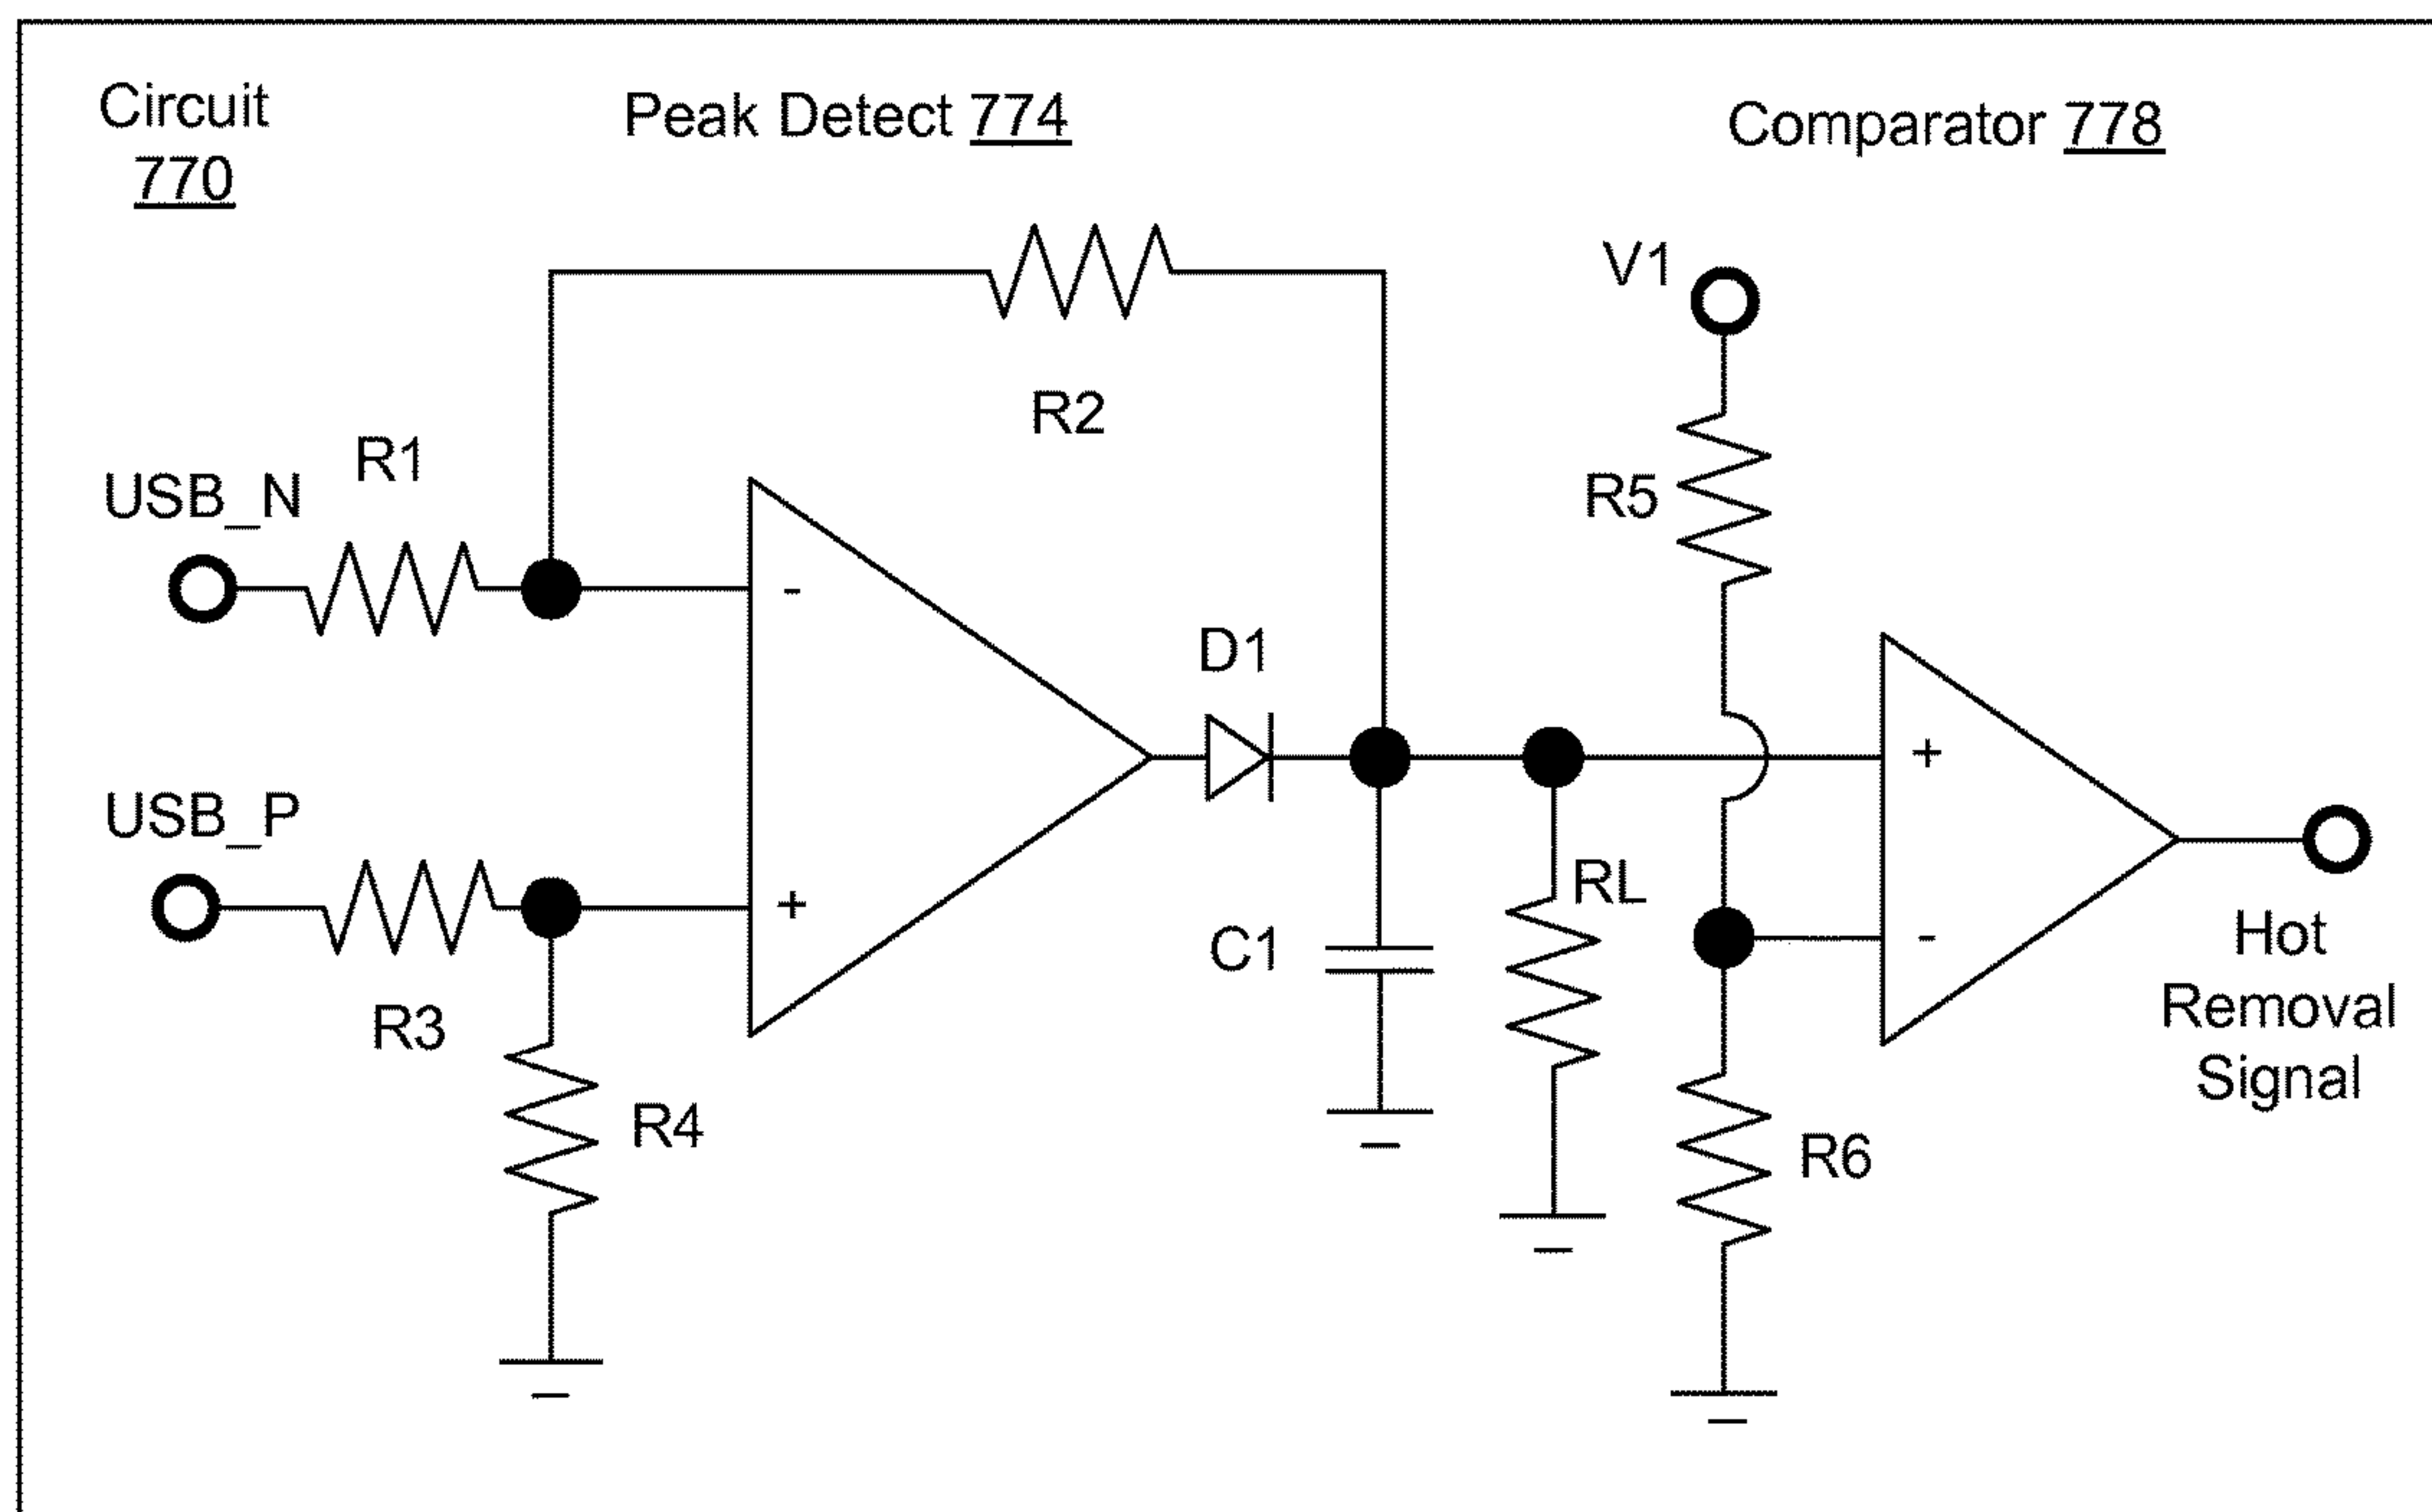 Circuit
770
Peak Detect 774
Comparator 778
V1
R2
R1
R5
USB_N
-
D1
+
USB_P
+
RL
C1
-
R3
R4
R6
Hot
Removal
Signal